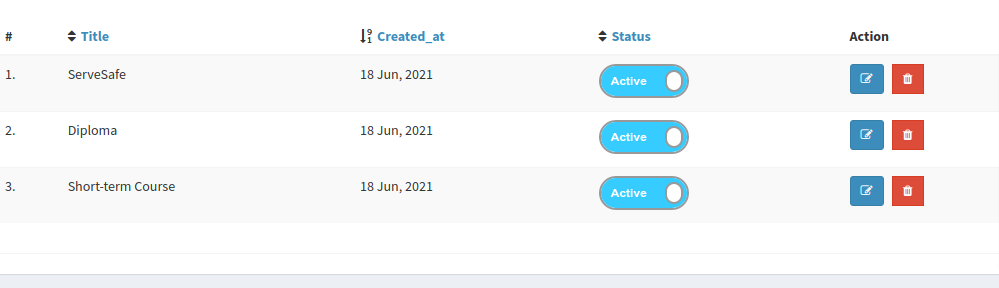 # Title Created_at Status Action
1. ServeSafe 18 Jun, 2021 Active
2. Diploma 18 Jun, 2021 Active
3. Short-term Course 18 Jun, 2021 Active